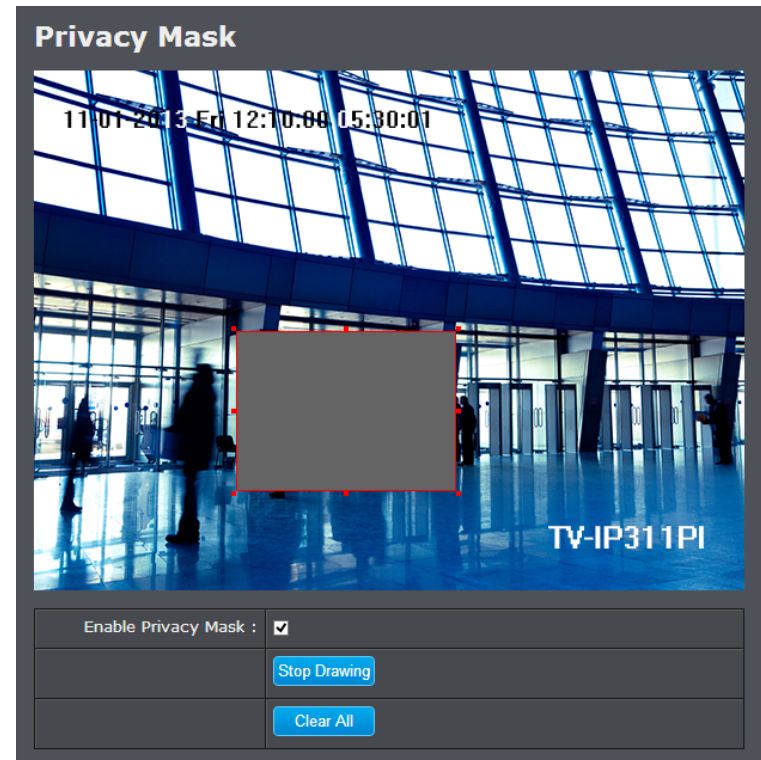 Privacy Mask
11-01-2013 Fri 12:10:00 05:30:01
TV-IP311PI
Enable Privacy Mask :
Stop Drawing
Clear All